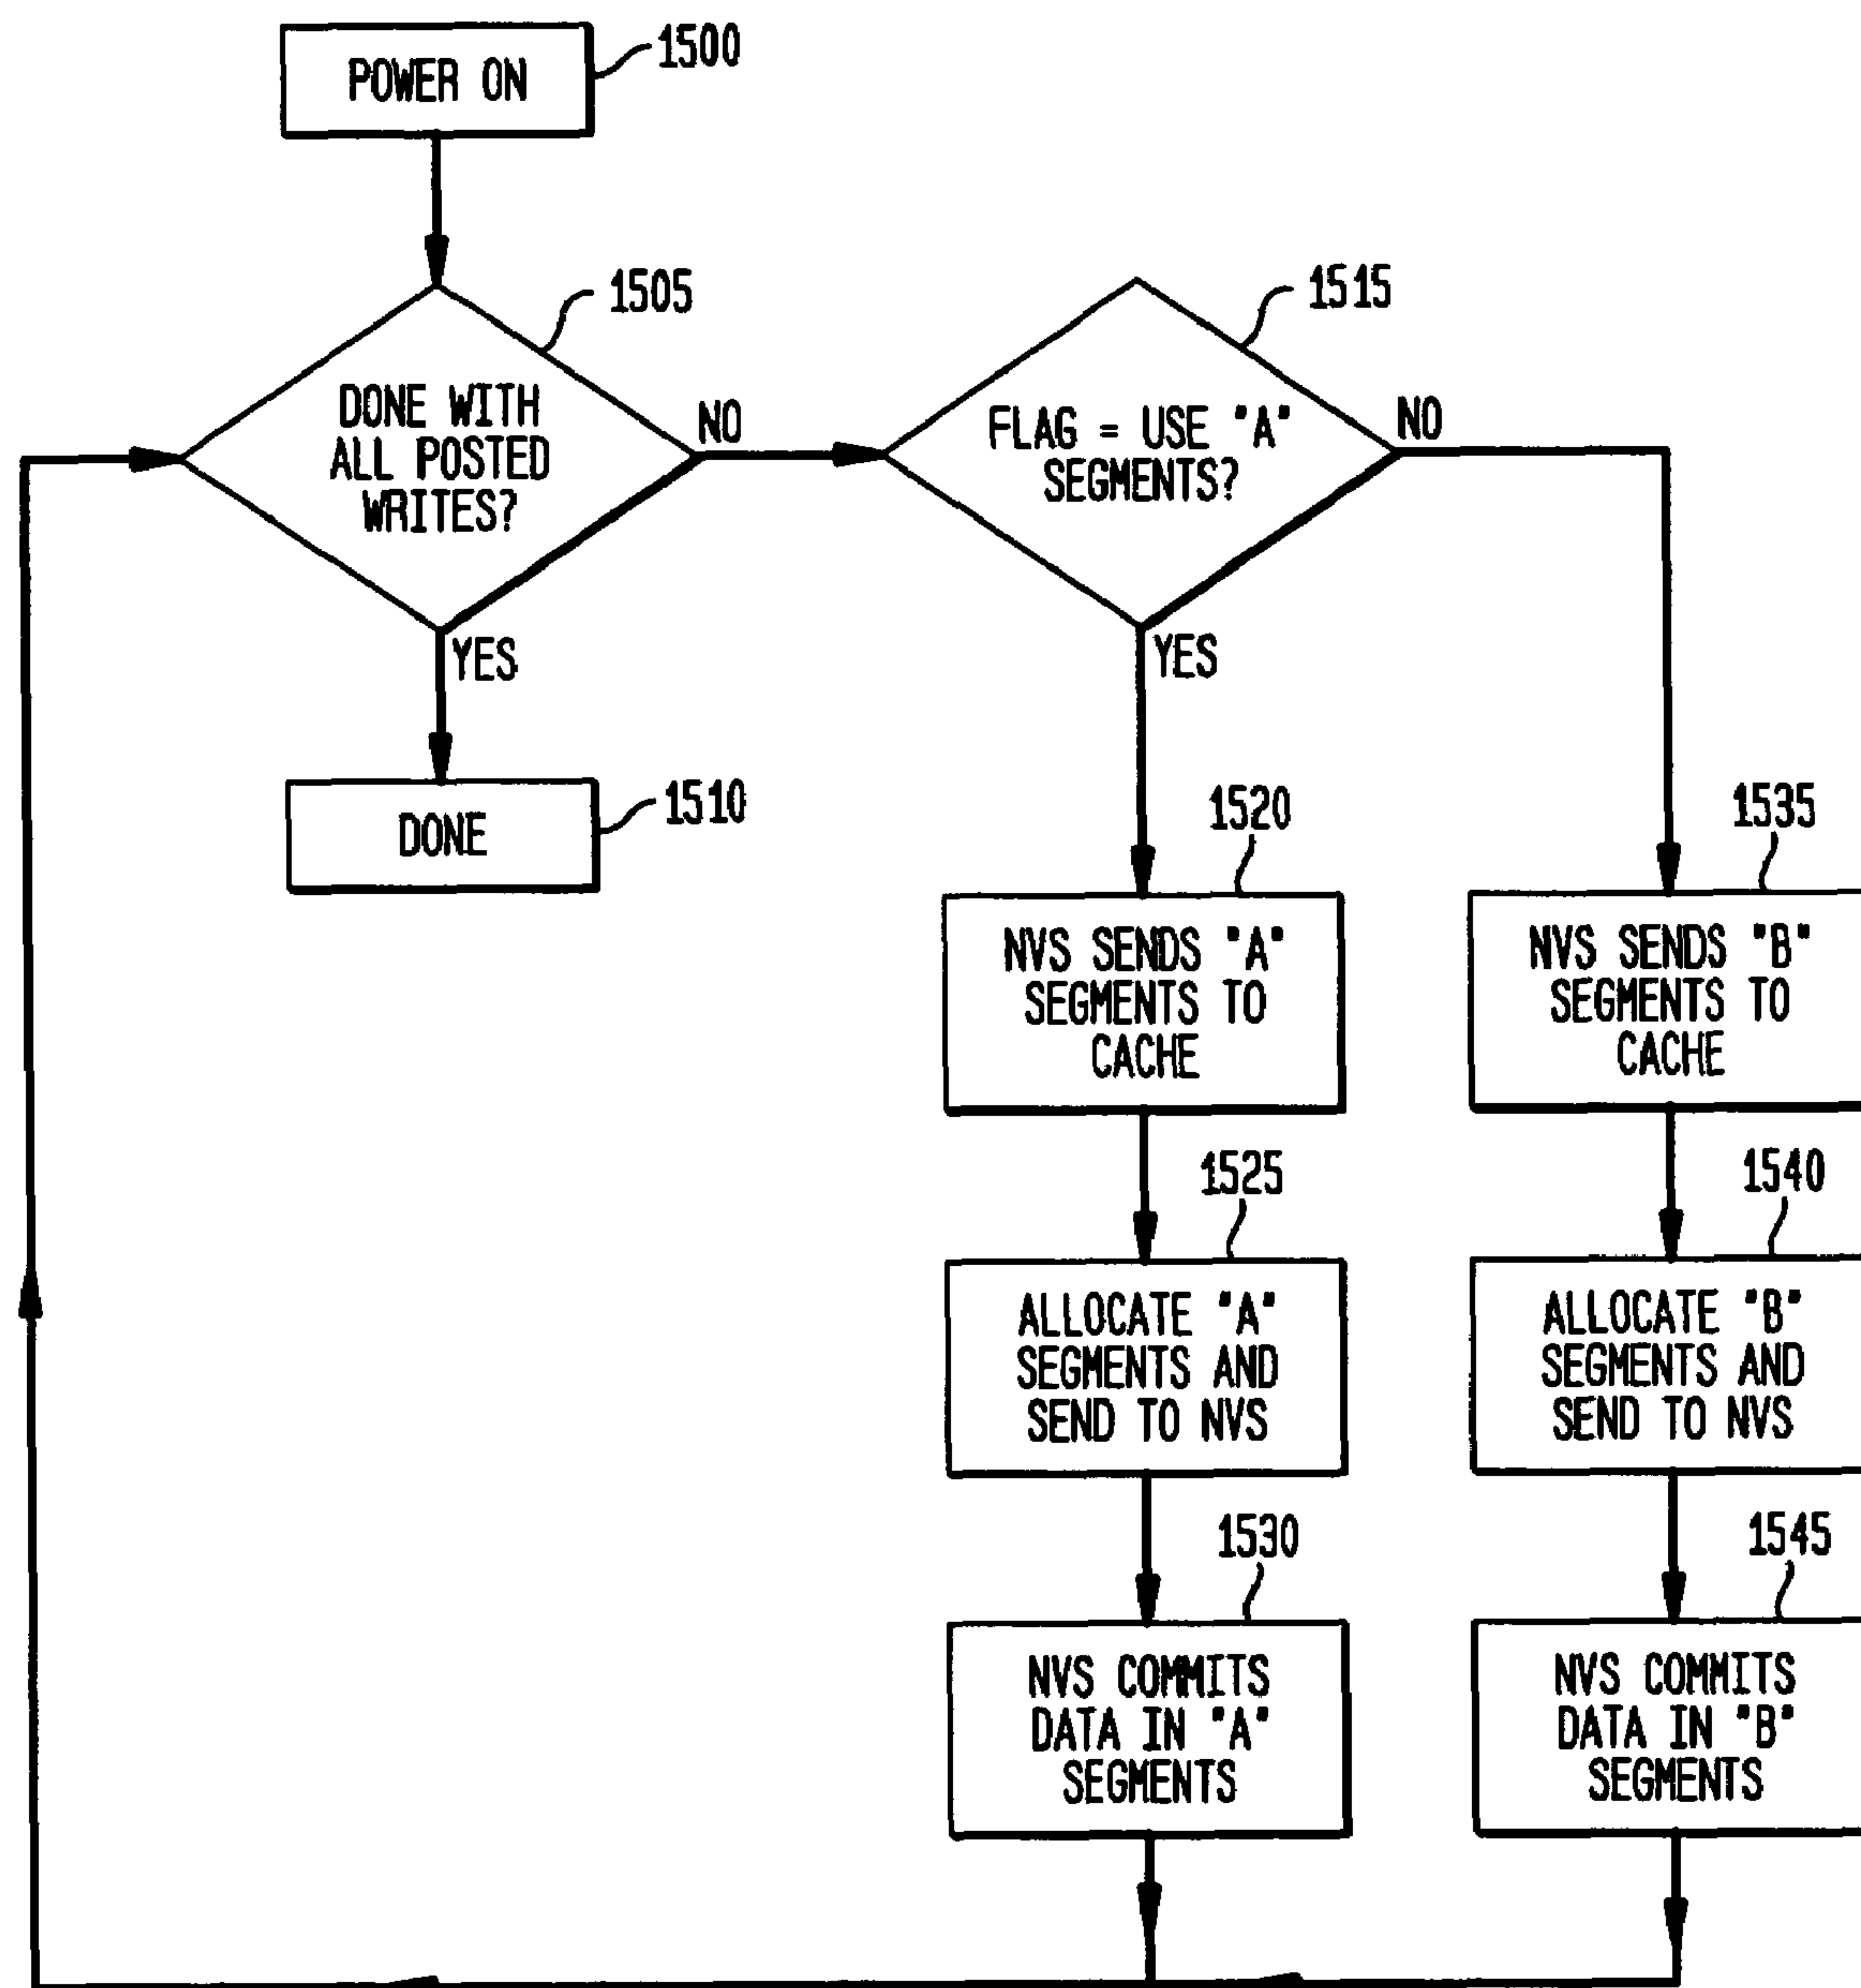 POWER ON
1500
1505
DONE WITH
ALL POSTED
WRITES?
NO
YES
1510
DONE
1515
FLAG = USE "A"
SEGMENTS?
NO
YES
1520
NVS SENDS "A"
SEGMENTS TO
CACHE
1525
ALLOCATE "A"
SEGMENTS AND
SEND TO NVS
1530
NVS COMMITS
DATA IN "A"
SEGMENTS
1535
NVS SENDS "B"
SEGMENTS TO
CACHE
1540
ALLOCATE "B"
SEGMENTS AND
SEND TO NVS
1545
NVS COMMITS
DATA IN "B"
SEGMENTS